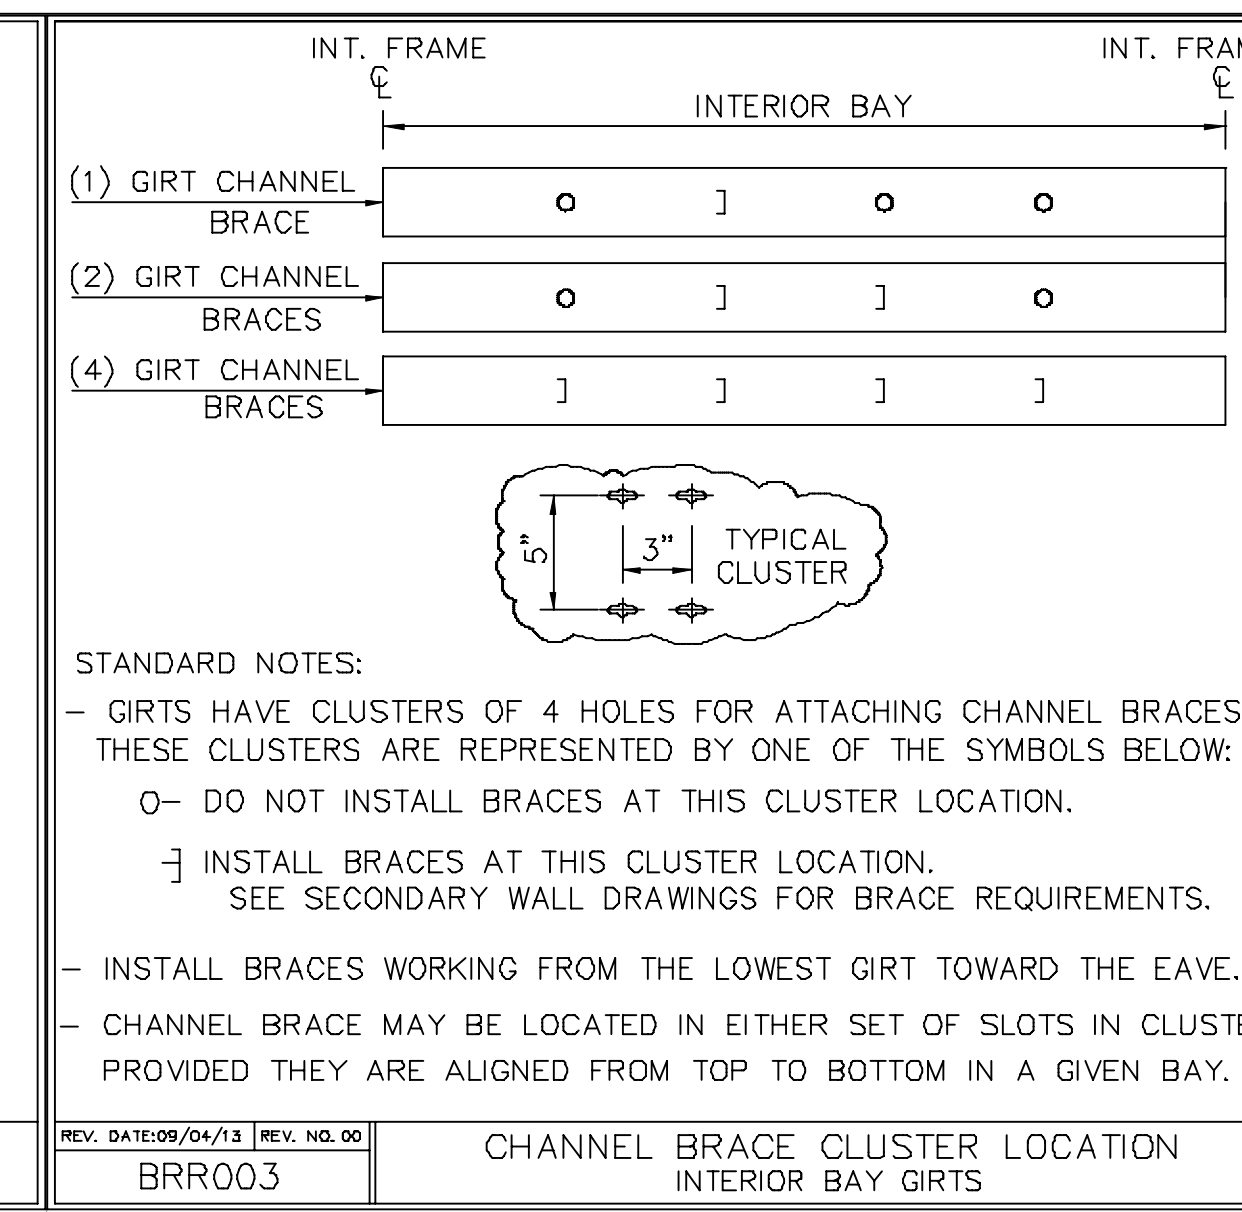 INT. FRAME
INT. FRAM
℄
℄
INTERIOR BAY
(1) GIRT CHANNEL
BRACE
(2) GIRT CHANNEL
BRACES
(4) GIRT CHANNEL
BRACES
5"
3"
TYPICAL
CLUSTER
STANDARD NOTES:
– GIRTS HAVE CLUSTERS OF 4 HOLES FOR ATTACHING CHANNEL BRACES
THESE CLUSTERS ARE REPRESENTED BY ONE OF THE SYMBOLS BELOW:
O– DO NOT INSTALL BRACES AT THIS CLUSTER LOCATION.
–] INSTALL BRACES AT THIS CLUSTER LOCATION.
SEE SECONDARY WALL DRAWINGS FOR BRACE REQUIREMENTS.
– INSTALL BRACES WORKING FROM THE LOWEST GIRT TOWARD THE EAVE.
– CHANNEL BRACE MAY BE LOCATED IN EITHER SET OF SLOTS IN CLUSTE
PROVIDED THEY ARE ALIGNED FROM TOP TO BOTTOM IN A GIVEN BAY.
REV. DATE:09/04/13 REV. NO. 00
BRR003
CHANNEL BRACE CLUSTER LOCATION
INTERIOR BAY GIRTS